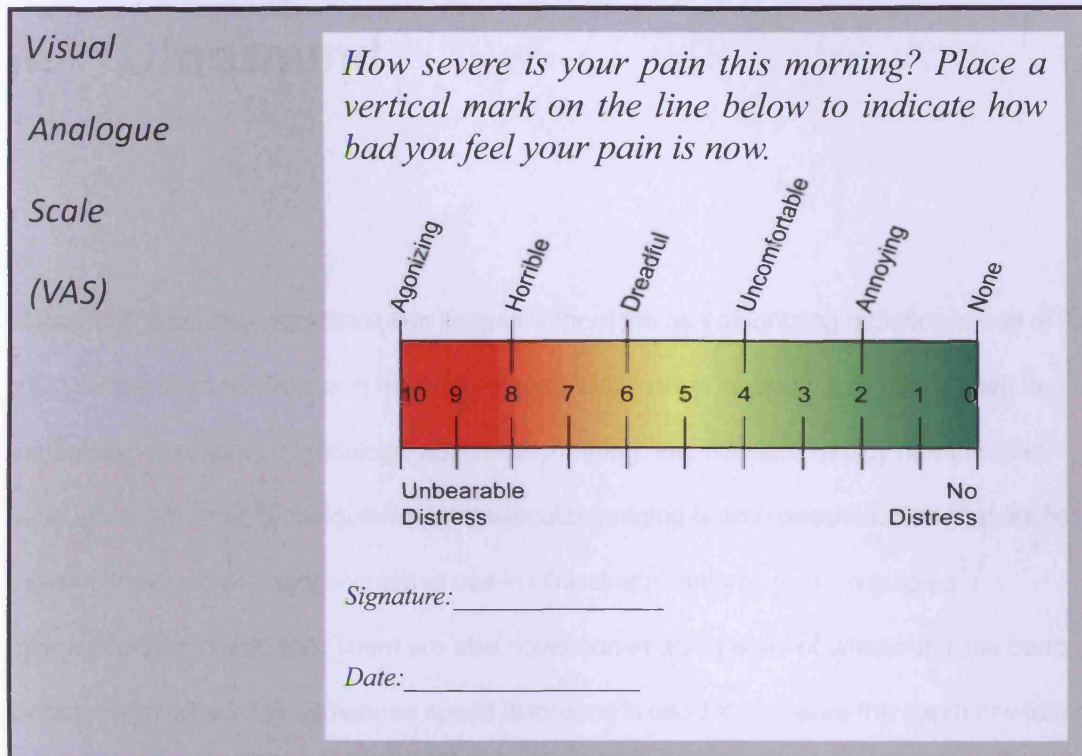 Visual
Analogue
Scale
(VAS)
How severe is your pain this morning? Place a
vertical mark on the line below to indicate how
bad you feel your pain is now.
Agonizing Horrible Dreadful Uncomfortable Annoying None
10 9 8 7 6 5 4 3 2 1 0
Unbearable No
Distress Distress
Signature:
Date: